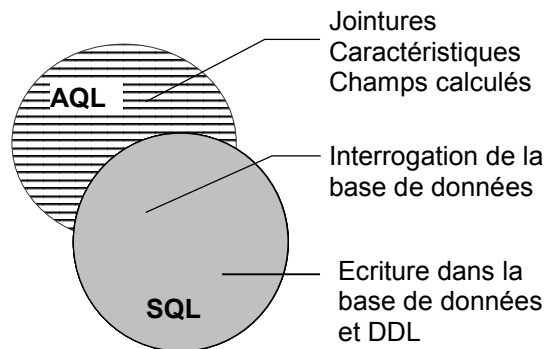 Jointures
Caractéristiques
Champs calculés
AQL
Interrogation de la
base de données
Ecriture dans la
base de données
et DDL
SQL